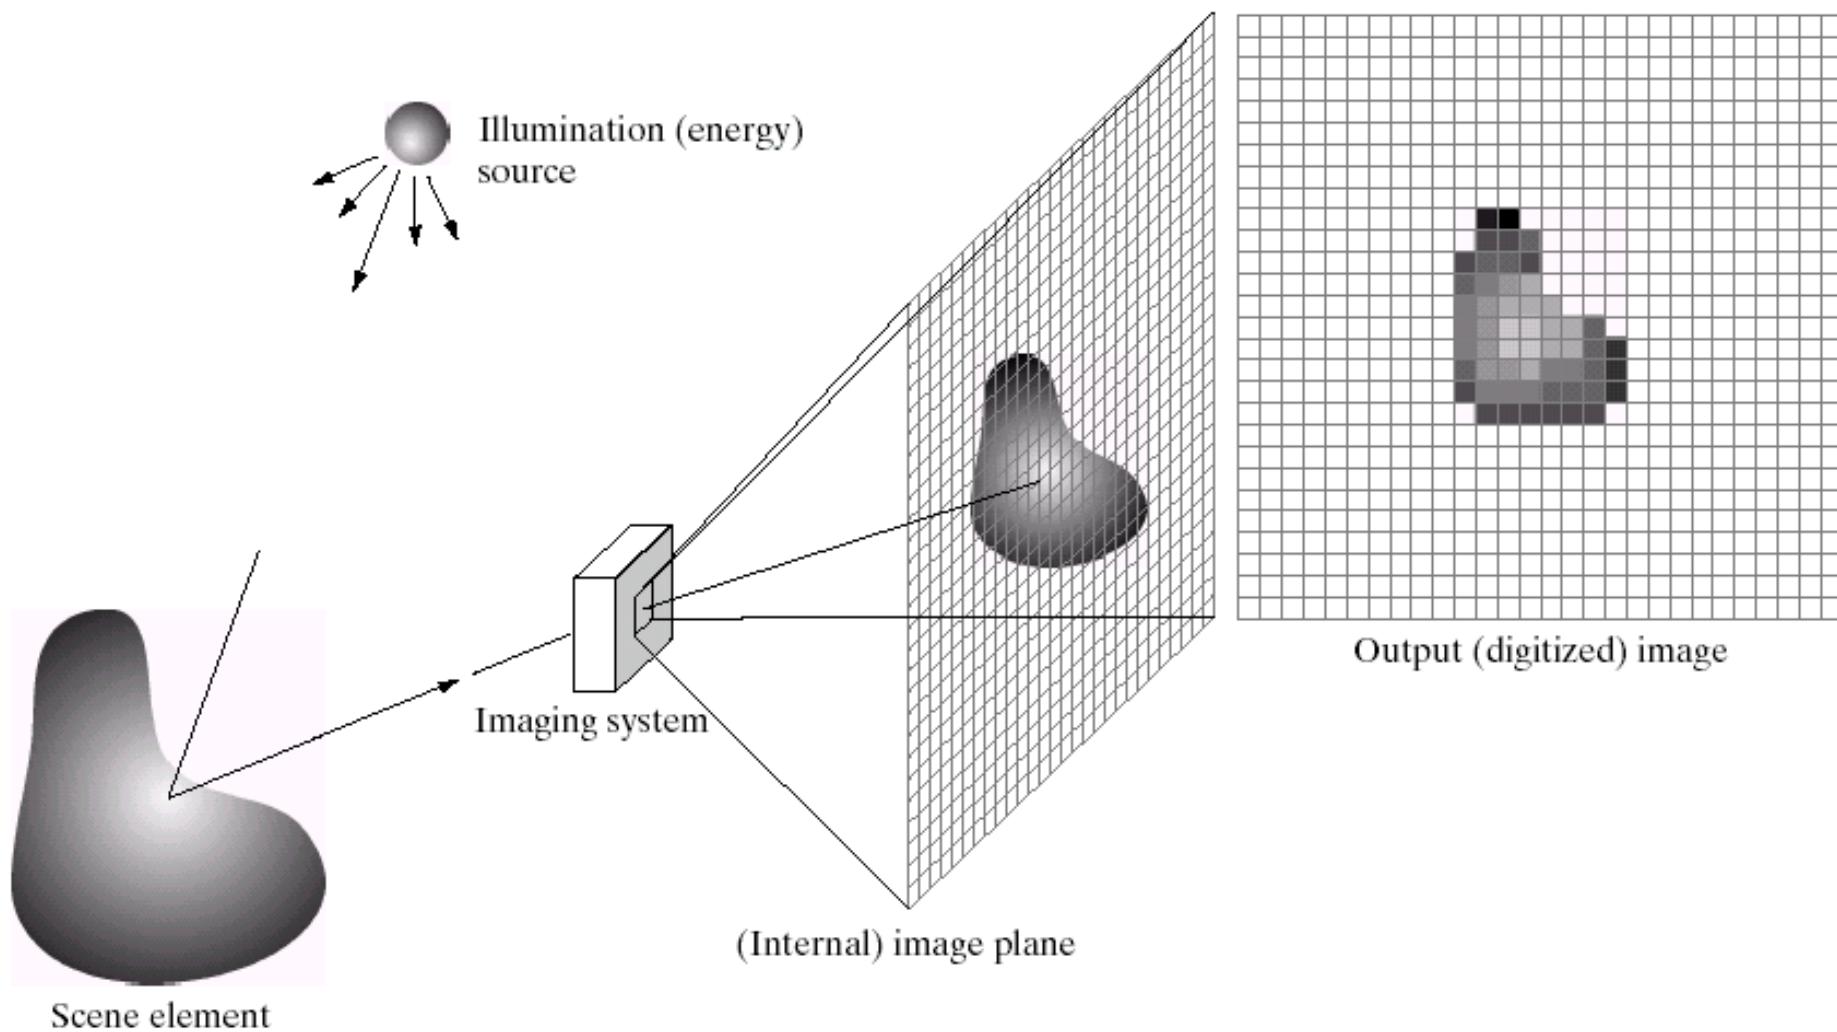 Illumination (energy)
source
Output (digitized) image
Imaging system
(Internal) image plane
Scene element